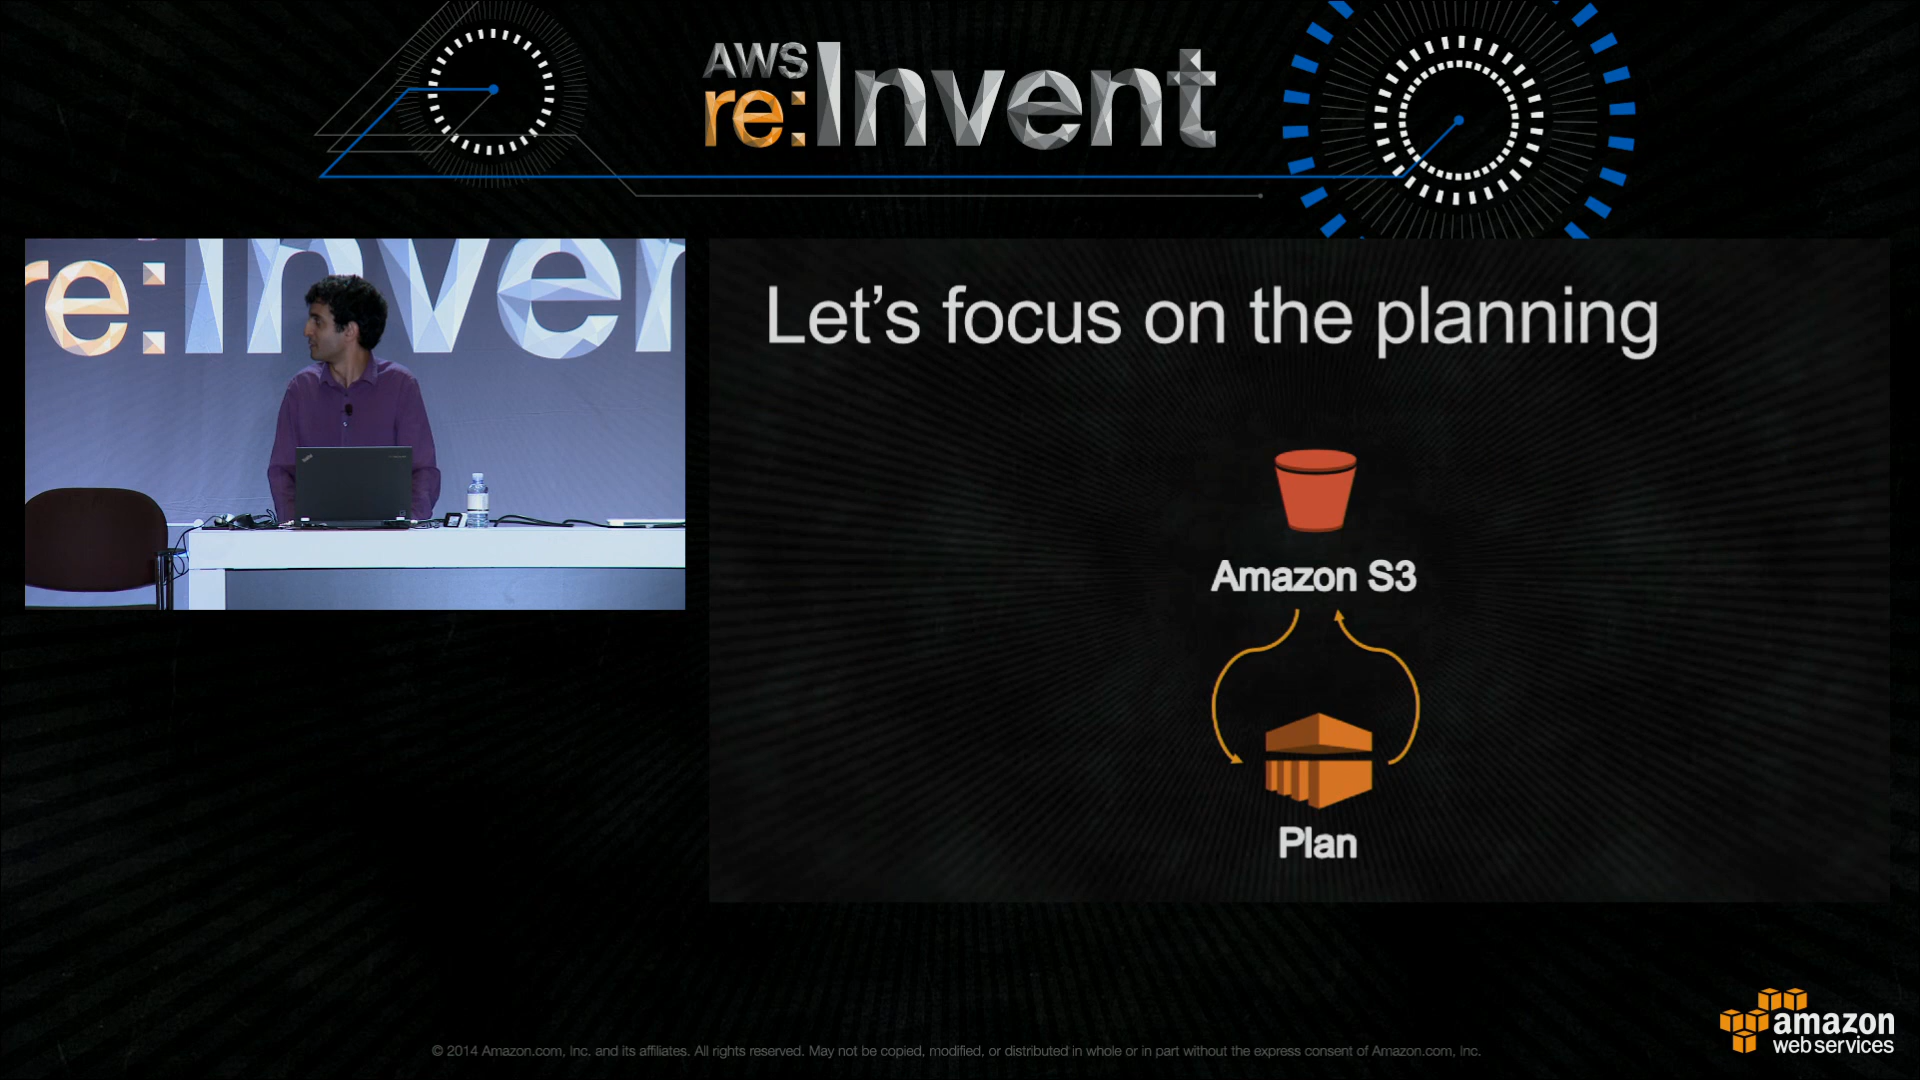 AWS
re:Invent
re:Inven
Let's focus on the planning
Amazon S3
Plan
amazon
web services
© 2014 Amazon.com, Inc. and its affiliates. All rights reserved. May not be copied, modified, or distributed in whole or in part without the express consent of Amazon.com, Inc.